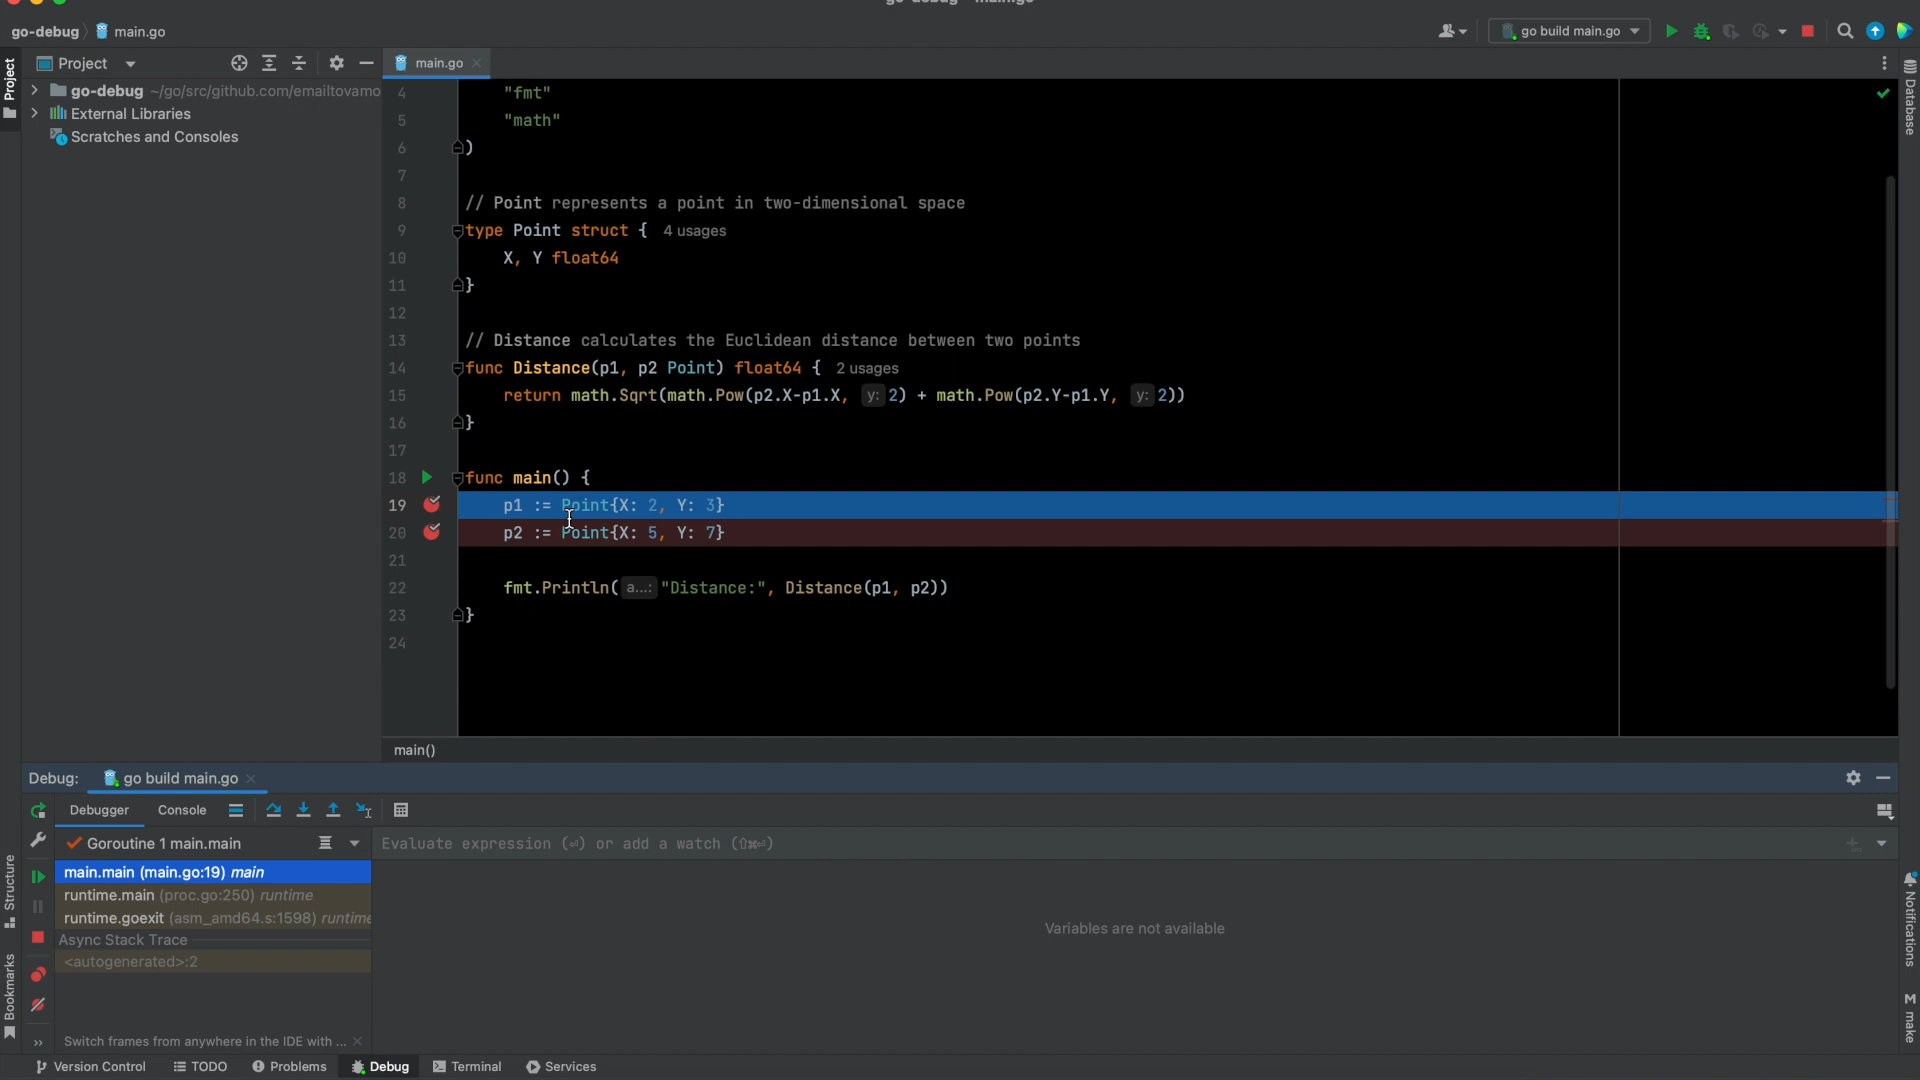 go-debug main.go
go build main.go
Project
main.go
Project
go-debug ~/go/src/github.com/emailtovamo
External Libraries
Scratches and Consoles
Database
4 "fmt"
5 "math"
6 )
7
8 // Point represents a point in two-dimensional space
9 type Point struct { 4 usages
10 X, Y float64
11 }
12
13 // Distance calculates the Euclidean distance between two points
14 func Distance(p1, p2 Point) float64 { 2 usages
15 return math.Sqrt(math.Pow(p2.X-p1.X, y: 2) + math.Pow(p2.Y-p1.Y, y: 2))
16 }
17
18 func main() {
19 p1 := Point{X: 2, Y: 3}
20 p2 := Point{X: 5, Y: 7}
21
22 fmt.Println( a...: "Distance:", Distance(p1, p2))
23 }
24
main()
Debug: go build main.go
Debugger Console
Goroutine 1 main.main
Evaluate expression (⏎) or add a watch (⇧⌘⏎)
main.main (main.go:19) main
runtime.main (proc.go:250) runtime
runtime.goexit (asm_amd64.s:1598) runtime
Async Stack Trace
<autogenerated>:2
Variables are not available
Switch frames from anywhere in the IDE with ...
Structure
Bookmarks
Notifications
M make
Version Control TODO Problems Debug Terminal Services